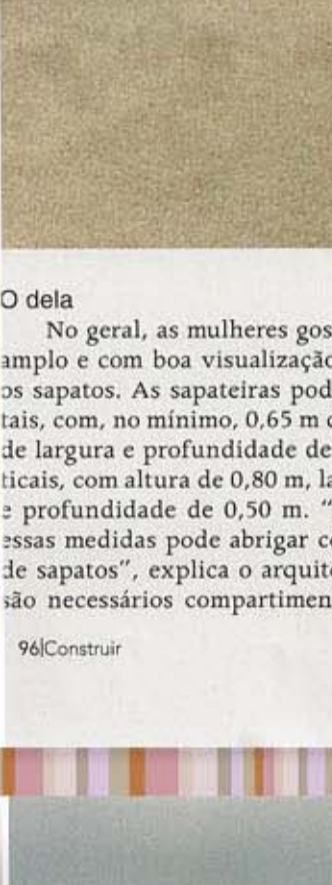 O dela
No geral, as mulheres gos
amplo e com boa visualização
os sapatos. As sapateiras pod
tais, com, no mínimo, 0,65 m
de largura e profundidade de
ticais, com altura de 0,80 m, la
e profundidade de 0,50 m. “
essas medidas pode abrigar c
de sapatos”, explica o arquit
são necessários compartimen
96|Construir